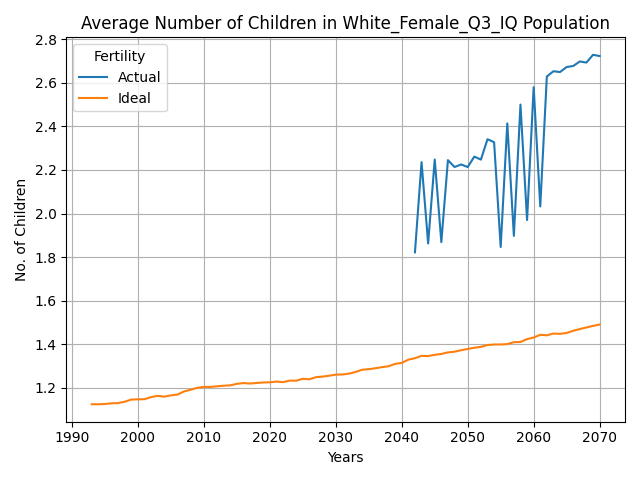 Average Number of Children in White_Female_Q3_IQ Population
Fertility
Actual
Ideal
No. of Children
2.8
2.6
2.4
2.2
2.0
1.8
1.6
1.4
1.2
1990 2000 2010 2020 2030 2040 2050 2060 2070
Years